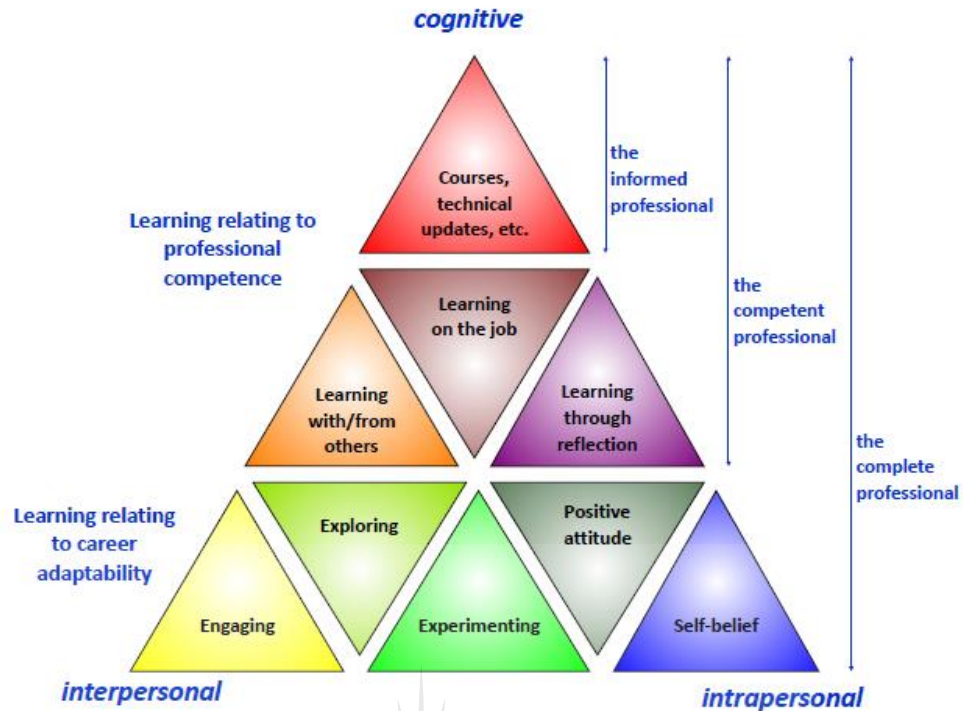 cognitive
Courses,
technical
updates, etc.
the
informed
professional
Learning relating to
professional
competence
Learning
on the job
the
competent
professional
Learning
with/from
others
Learning
through
reflection
the
complete
professional
Learning relating
to career
adaptability
Exploring
Positive
attitude
Engaging
Experimenting
Self-belief
interpersonal
intrapersonal